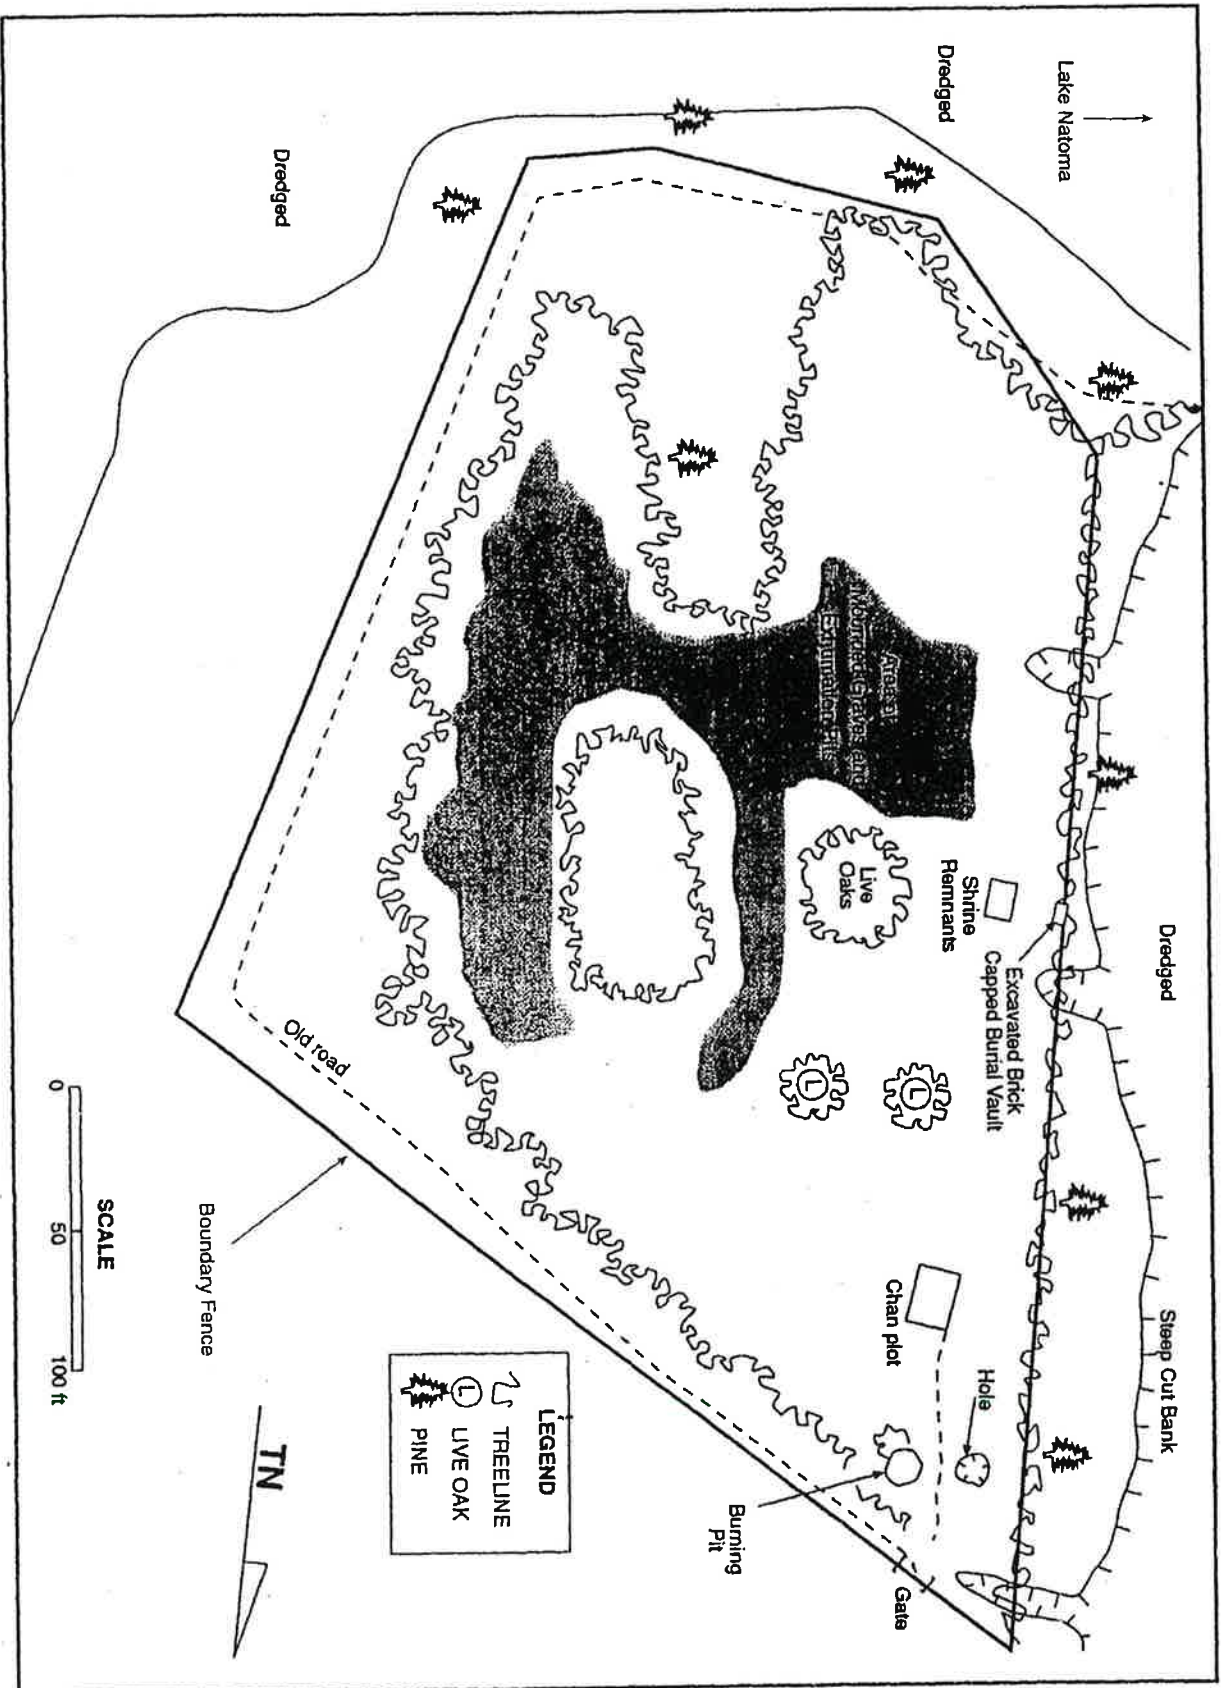 Lake Natoma
Dredged
Dredged
Dredged
Steep Cut Bank
Excavated Brick
Capped Burial Vault
Shrine
Remnants
Area of
Mounded Graves and
Exhumation Pits
Live
Oaks
L
L
Hole
Chan plot
Burning
Pit
Gate
Old road
Boundary Fence
LEGEND
TREELINE
L LIVE OAK
PINE
SCALE
0 50 100 ft
TN